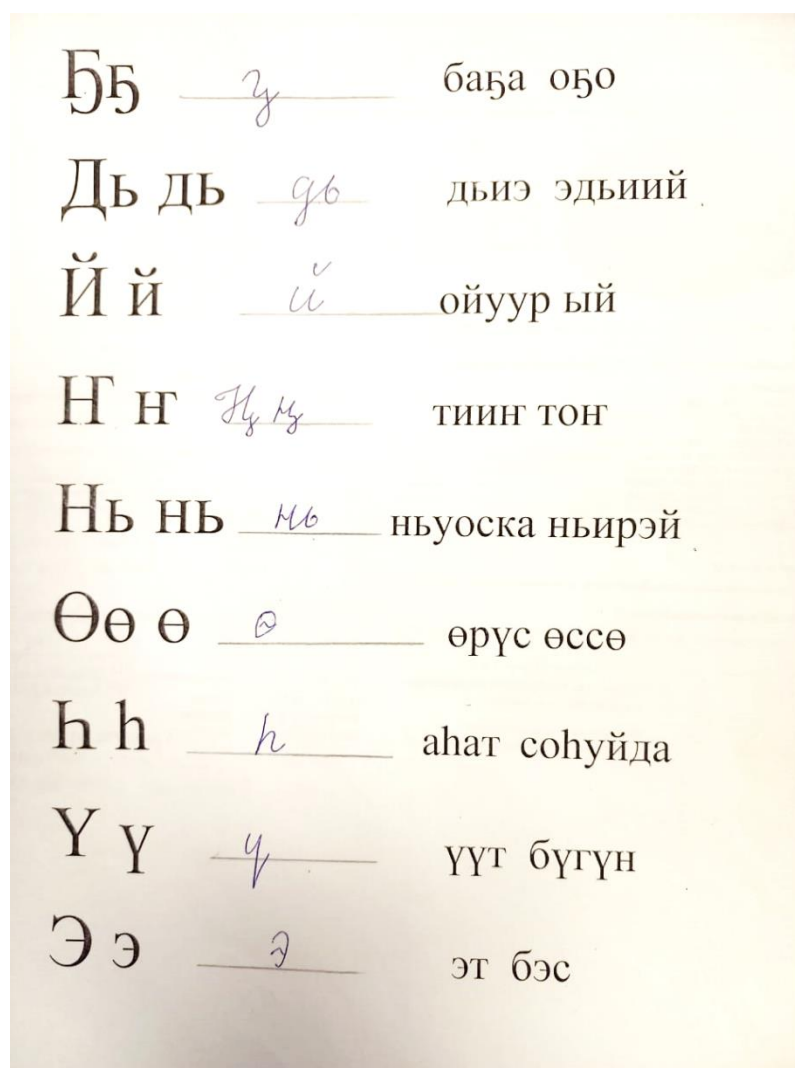 Ҕҕ ꚉ баҕа оҕо
Дь дь дь дьиэ эдьиий
Й й й ойуур ый
Ҥ ҥ Ң ң тииҥ тоҥ
Нь нь нь ньуоска ньирэй
Өө ө ө өрүс өссө
Һ һ һ аһат соһуйда
Ү ү ү үүт бүгүн
Э э э эт бэс